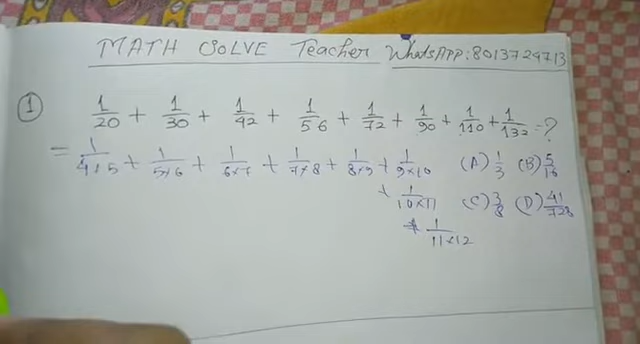 MATH SOLVE Teacher WhatsAPP: 8013724713
① 1/20 + 1/30 + 1/42 + 1/56 + 1/72 + 1/90 + 1/110 + 1/132 = ?
= 1/4×5 + 1/5×6 + 1/6×7 + 1/7×8 + 1/8×9 + 1/9×10 (A) 1/3 (B) 5/16
+ 1/10×11 (C) 3/8 (D) 41/728
+ 1/11×12